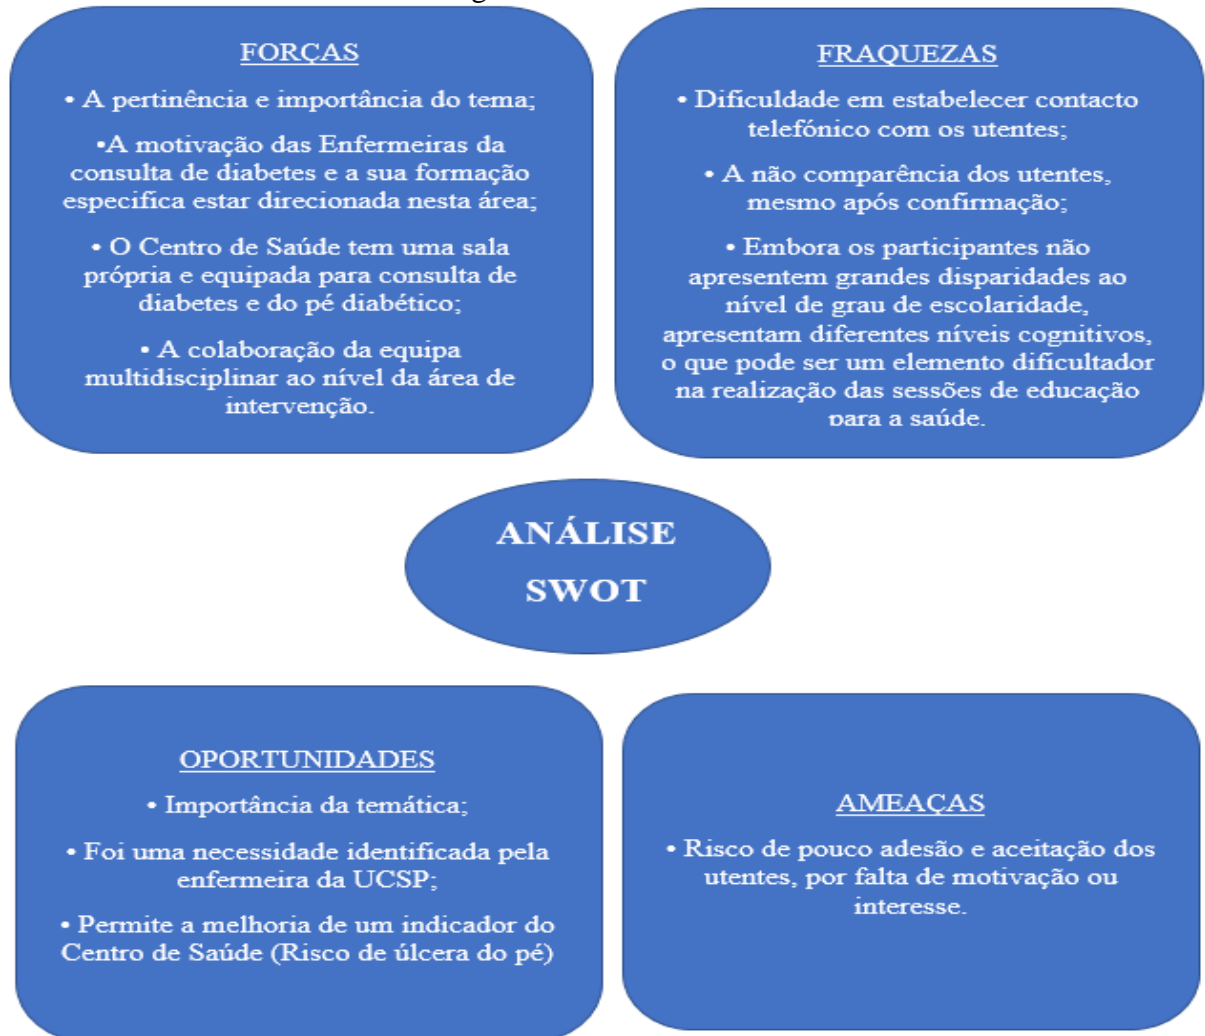 FORÇAS
• A pertinência e importância do tema;
•A motivação das Enfermeiras da
consulta de diabetes e a sua formação
especifica estar direcionada nesta área;
• O Centro de Saúde tem uma sala
própria e equipada para consulta de
diabetes e do pé diabético;
• A colaboração da equipa
multidisciplinar ao nível da área de
intervenção.
FRAQUEZAS
• Dificuldade em estabelecer contacto
telefónico com os utentes;
• A não comparência dos utentes,
mesmo após confirmação;
• Embora os participantes não
apresentem grandes disparidades ao
nível de grau de escolaridade,
apresentam diferentes níveis cognitivos,
o que pode ser um elemento dificultador
na realização das sessões de educação
para a saúde.
ANÁLISE
SWOT
OPORTUNIDADES
• Importância da temática;
• Foi uma necessidade identificada pela
enfermeira da UCSP;
• Permite a melhoria de um indicador do
Centro de Saúde (Risco de úlcera do pé)
AMEAÇAS
• Risco de pouco adesão e aceitação dos
utentes, por falta de motivação ou
interesse.